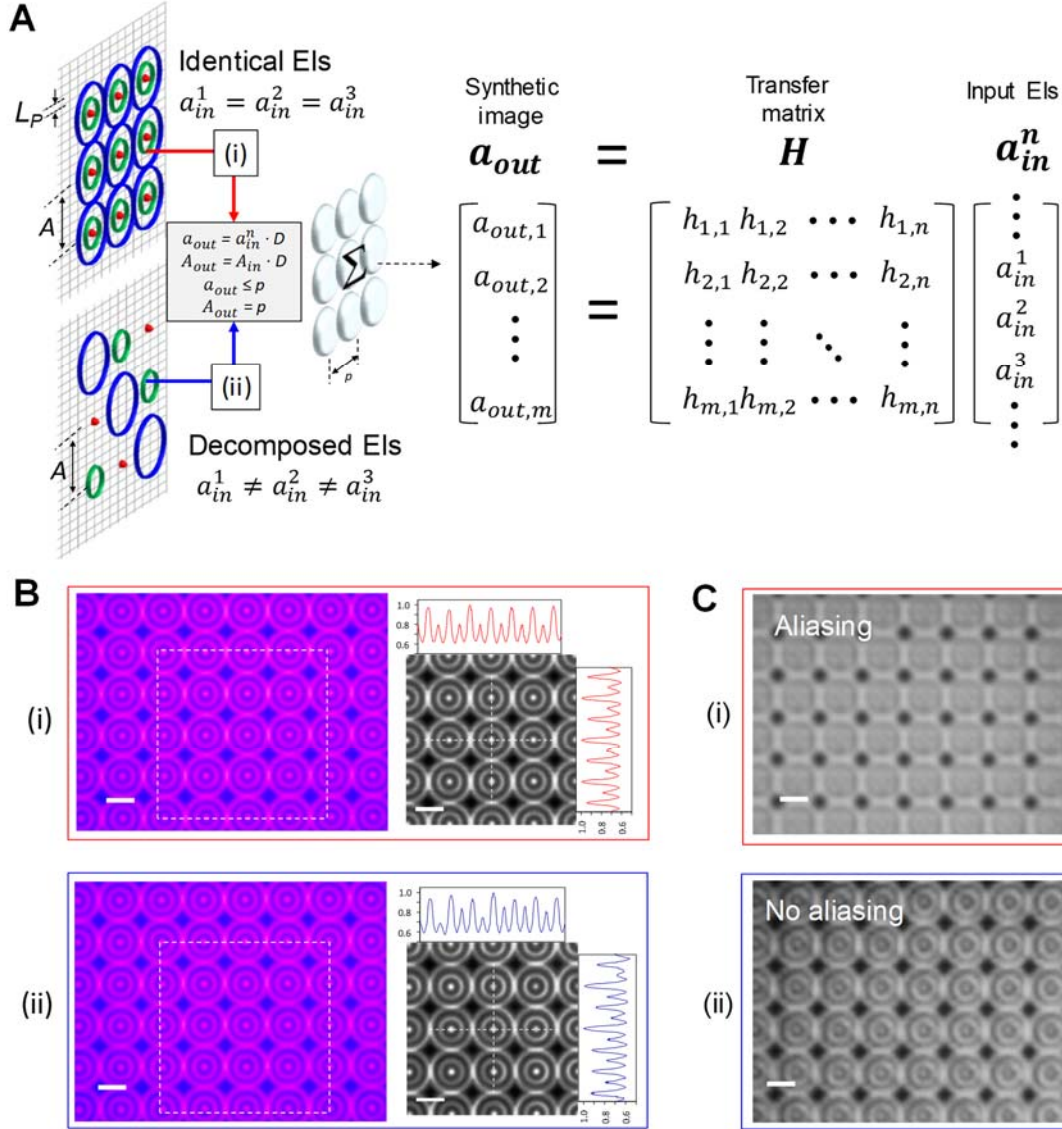 A
Identical EIs
a_in^1 = a_in^2 = a_in^3
L_P
(i)
A
a_out = a_in^n · D
A_out = A_in · D
a_out ≤ p
A_out = p
Σ
p
(ii)
A
Decomposed EIs
a_in^1 ≠ a_in^2 ≠ a_in^3
Synthetic
image
Transfer
matrix
Input EIs
a_out = H a_in^n
a_out,1
a_out,2
a_out,m
=
h_1,1 h_1,2 • • • h_1,n
h_2,1 h_2,2 • • • h_2,n
h_m,1 h_m,2 • • • h_m,n
a_in^1
a_in^2
a_in^3
B
(i)
1.0
0.8
0.6
1.0
0.8
0.6
(ii)
1.0
0.8
0.6
1.0
0.8
0.6
C
(i)
Aliasing
(ii)
No aliasing